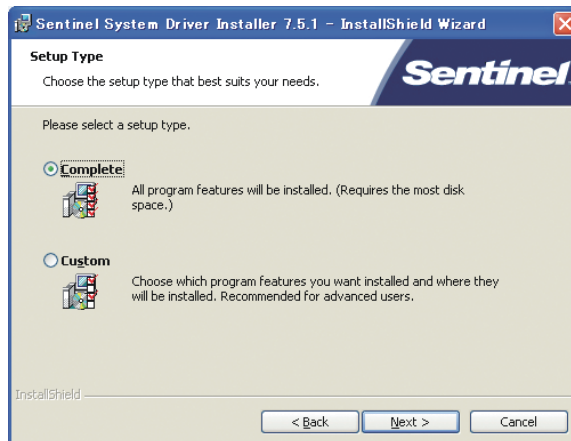 Sentinel System Driver Installer 7.5.1 - InstallShield Wizard
Setup Type
Choose the setup type that best suits your needs.
Sentinel
Please select a setup type.
Complete
All program features will be installed. (Requires the most disk
space.)
Custom
Choose which program features you want installed and where they
will be installed. Recommended for advanced users.
InstallShield
< Back
Next >
Cancel